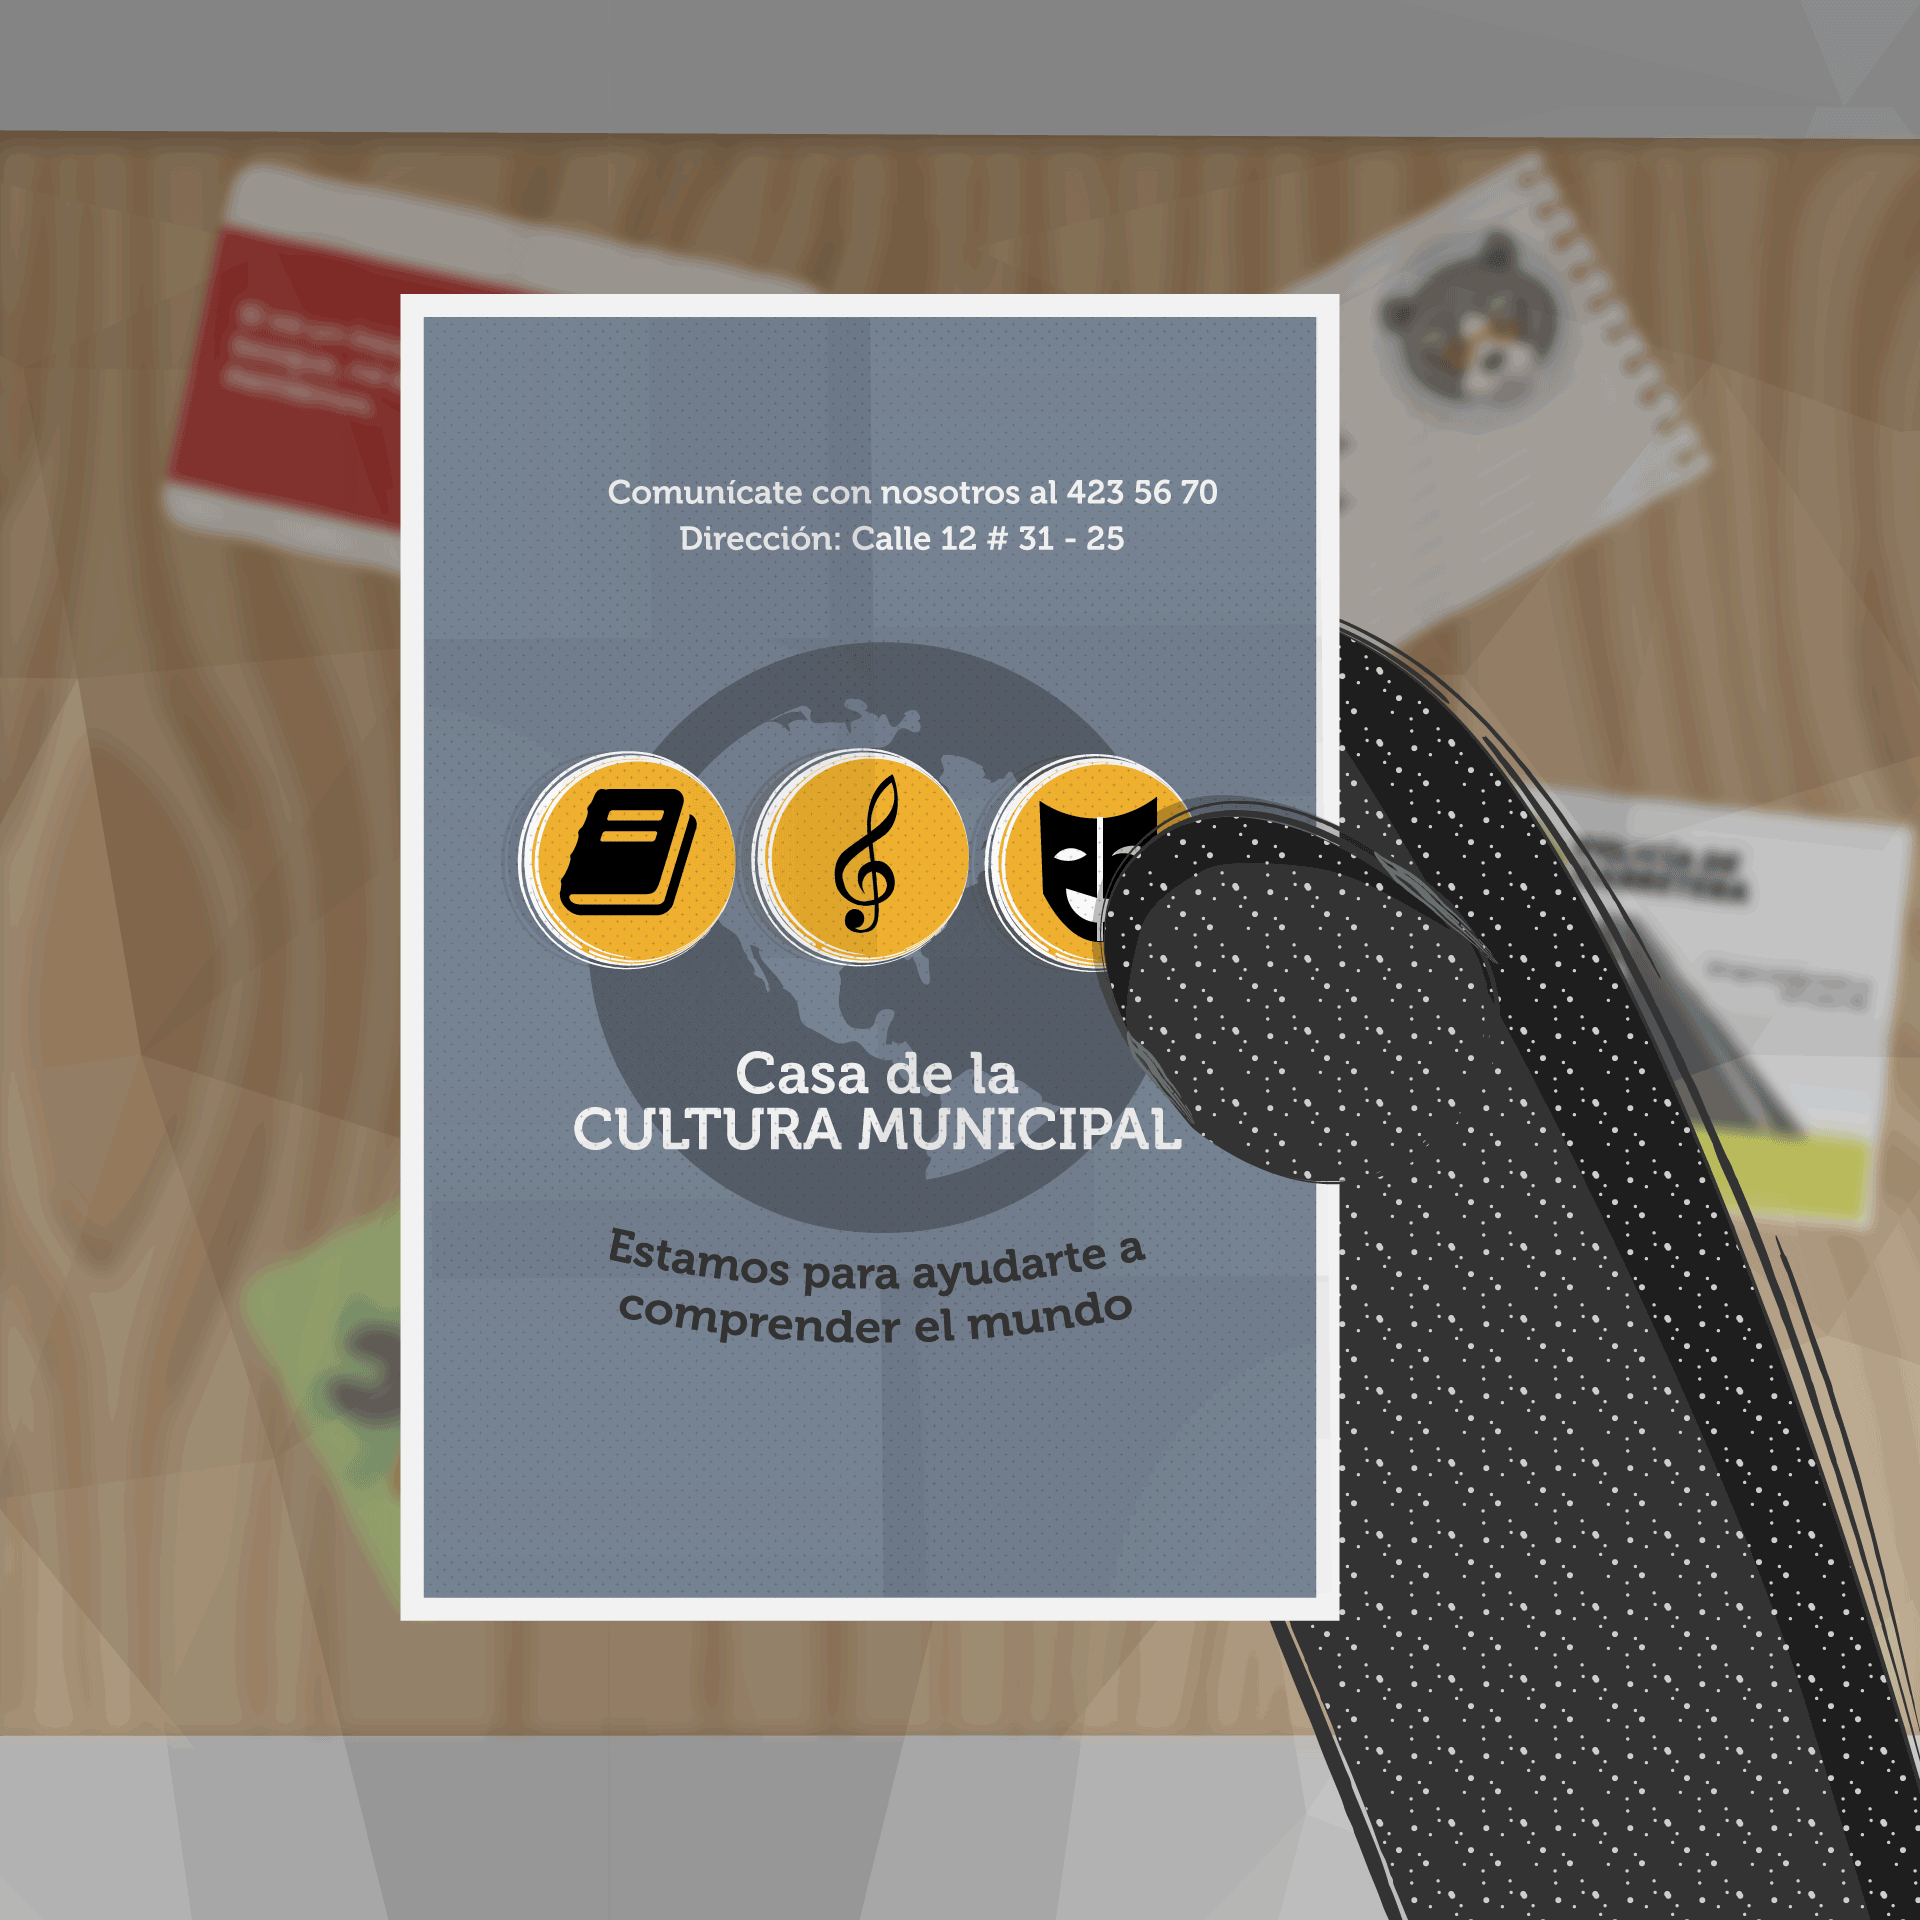 Comunícate con nosotros al 423 56 70
Dirección: Calle 12 # 31 - 25
Casa de la
CULTURA MUNICIPAL
Estamos para ayudarte a
comprender el mundo